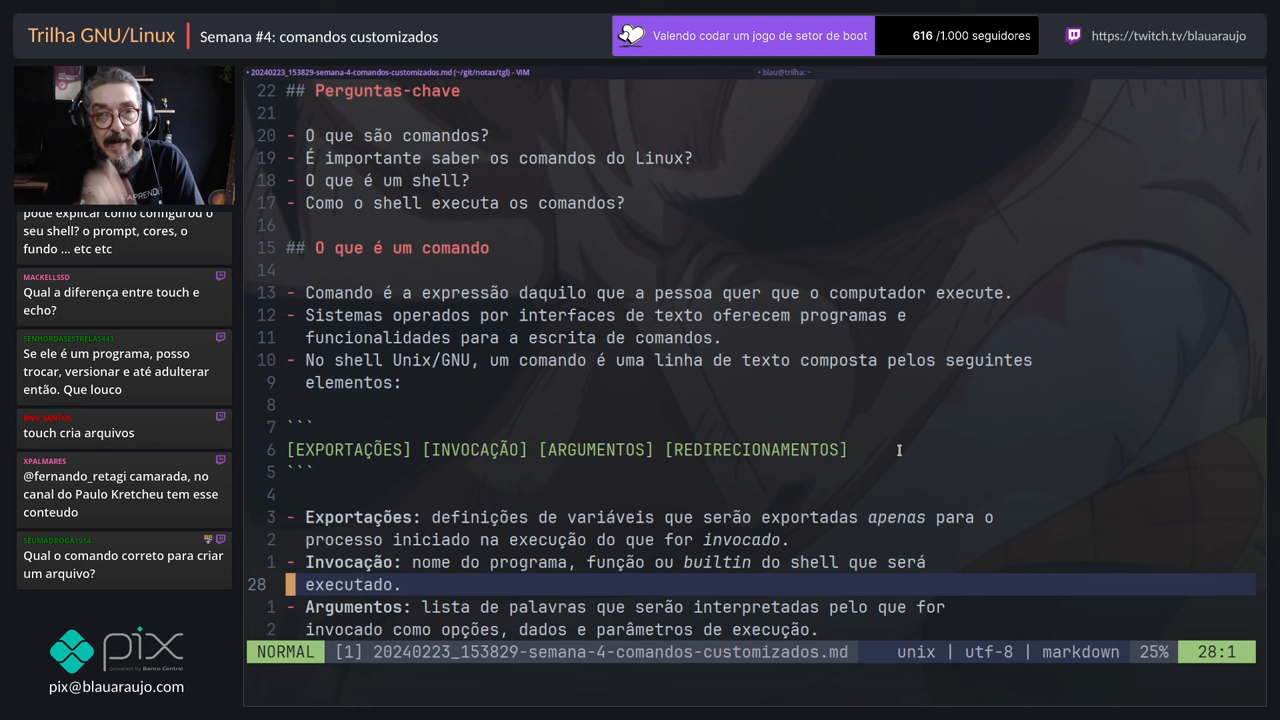 Trilha GNU/Linux
Semana #4: comandos customizados
Valendo codar um jogo de setor de boot
616 /1.000 seguidores
https://twitch.tv/blauaraujo
• 20240223_153829-semana-4-comandos-customizados.md (~/git/notas/tgl) - VIM
• blau@trilha: ~
pode explicar como configurou o
seu shell? o prompt, cores, o
fundo ... etc etc
MACKELLSSD
Qual a diferença entre touch e
echo?
SENHORDASESTRELAS443
Se ele é um programa, posso
trocar, versionar e até adulterar
então. Que louco
touch cria arquivos
XPALMARES
@fernando_retagi camarada, no
canal do Paulo Kretcheu tem esse
conteudo
SEUMADROGA1914
Qual o comando correto para criar
um arquivo?
pix
powered by Banco Central
pix@blauaraujo.com
22 ## Perguntas-chave
21
20 - O que são comandos?
19 - É importante saber os comandos do Linux?
18 - O que é um shell?
17 - Como o shell executa os comandos?
16
15 ## O que é um comando
14
13 - Comando é a expressão daquilo que a pessoa quer que o computador execute.
12 - Sistemas operados por interfaces de texto oferecem programas e
11 funcionalidades para a escrita de comandos.
10 - No shell Unix/GNU, um comando é uma linha de texto composta pelos seguintes
9 elementos:
8
7 ```
6 [EXPORTAÇÕES] [INVOCAÇÃO] [ARGUMENTOS] [REDIRECIONAMENTOS]
5 ```
4
3 - Exportações: definições de variáveis que serão exportadas apenas para o
2 processo iniciado na execução do que for invocado.
1 - Invocação: nome do programa, função ou builtin do shell que será
28 executado.
1 - Argumentos: lista de palavras que serão interpretadas pelo que for
2 invocado como opções, dados e parâmetros de execução.
NORMAL [1] 20240223_153829-semana-4-comandos-customizados.md unix | utf-8 | markdown 25% 28:1